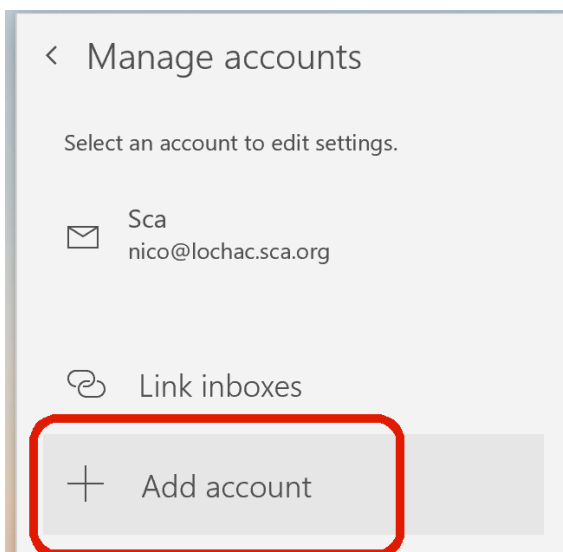 Manage accounts
Select an account to edit settings.
Sca
nico@lochac.sca.org
Link inboxes
Add account